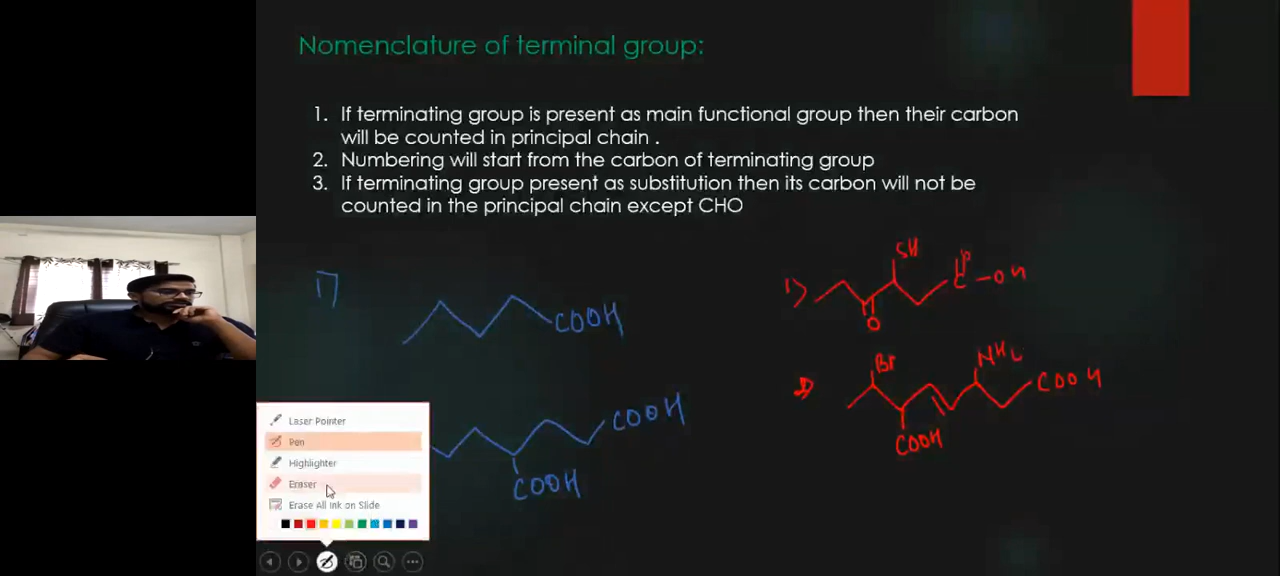 Nomenclature of terminal group:
1. If terminating group is present as main functional group then their carbon
will be counted in principal chain .
2. Numbering will start from the carbon of terminating group
3. If terminating group present as substitution then its carbon will not be
counted in the principal chain except CHO
1)
COOH
COOH
COOH
1)
SH
O
C
O
-OH
2)
Br
NH2
COOH
COOH
Laser Pointer
Pen
Highlighter
Eraser
Erase All Ink on Slide